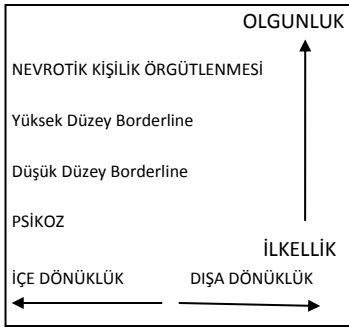 OLGUNLUK
NEVROTİK KİŞİLİK ÖRGÜTLENMESİ
Yüksek Düzey Borderline
Düşük Düzey Borderline
PSİKOZ
İLKELLİK
İÇE DÖNÜKLÜK DIŞA DÖNÜKLÜK